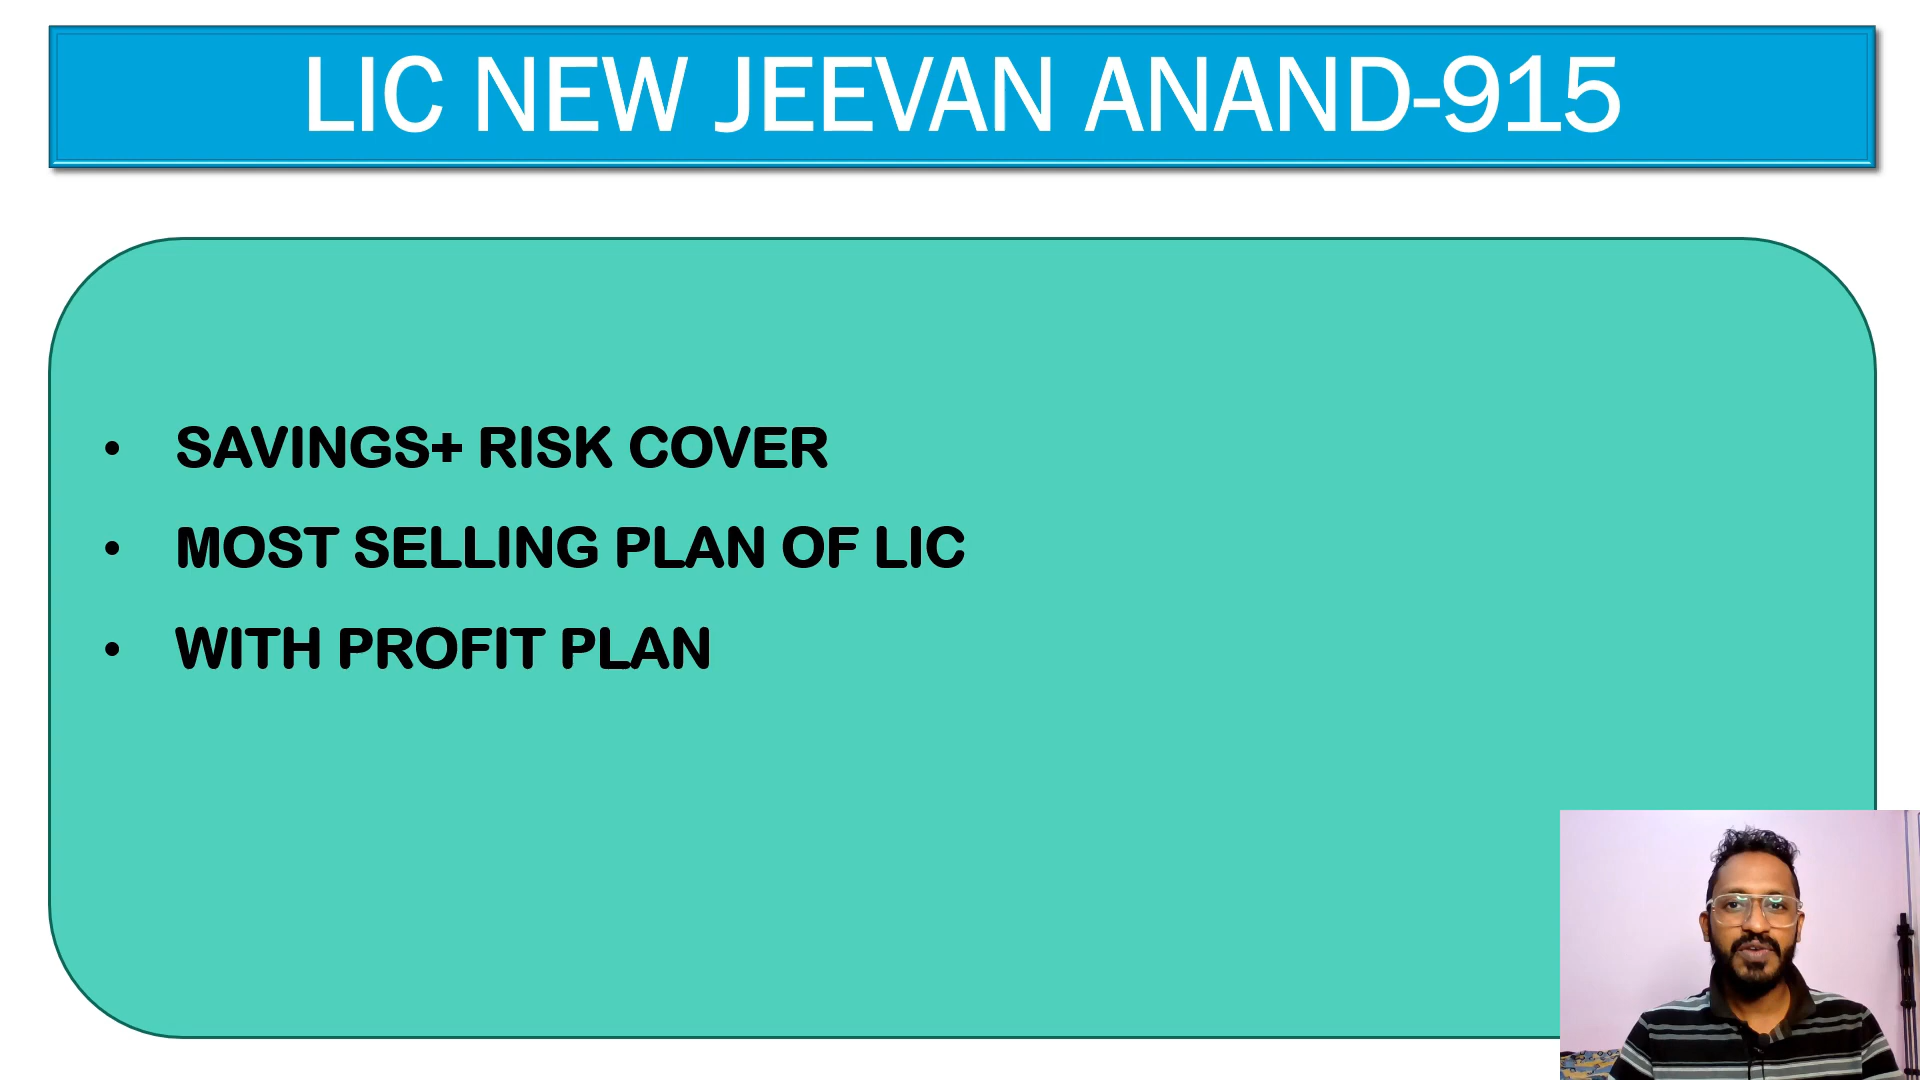 LIC NEW JEEVAN ANAND-915
• SAVINGS+ RISK COVER
• MOST SELLING PLAN OF LIC
• WITH PROFIT PLAN